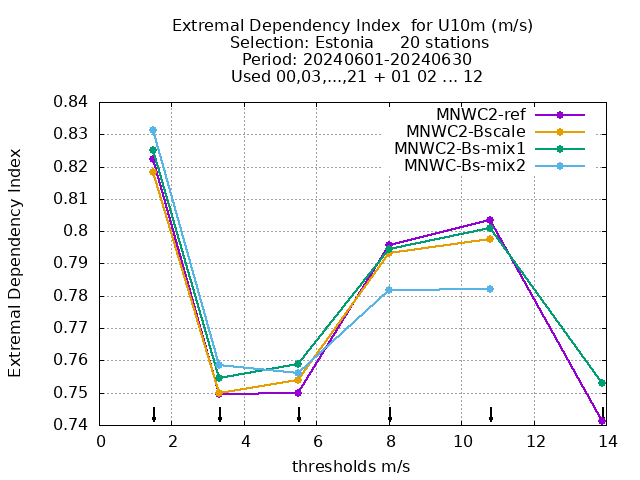 Extremal Dependency Index  for U10m (m/s)
Selection: Estonia     20 stations
Period: 20240601-20240630
Used 00,03,...,21 + 01 02 ... 12
MNWC2-ref
MNWC2-Bscale
MNWC2-Bs-mix1
MNWC-Bs-mix2
Extremal Dependency Index
0.84
0.83
0.82
0.81
0.8
0.79
0.78
0.77
0.76
0.75
0.74
0 2 4 6 8 10 12 14
thresholds m/s